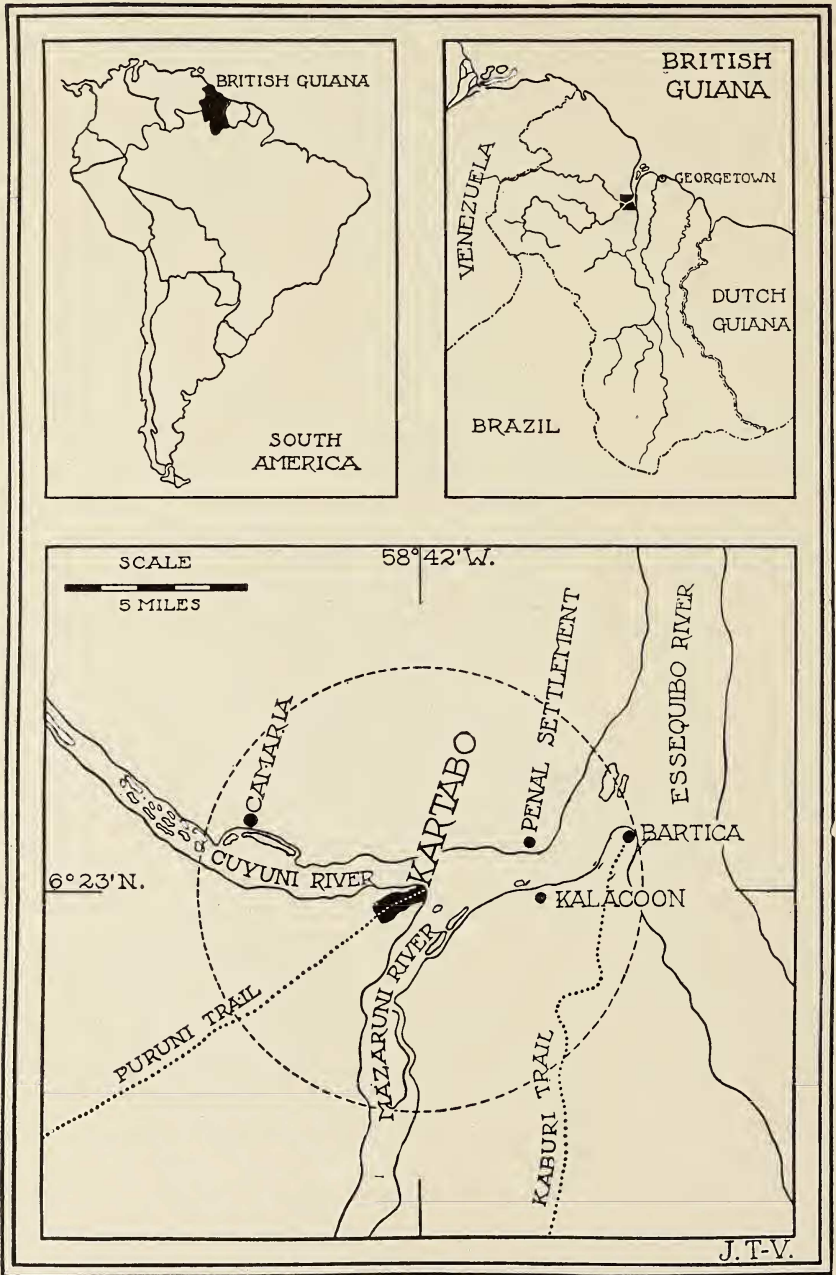 BRITISH GUIANA
SOUTH
AMERICA
BRITISH
GUIANA
GEORGETOWN
VENEZUELA
DUTCH
GUIANA
BRAZIL
SCALE
5 MILES
58°42'W.
PENAL SETTLEMENT
ESSEQUIBO RIVER
CAMARIA
KARTABO
BARTICA
CUYUNI RIVER
6°23'N.
KALACOON
MAZARUNI RIVER
PURUNI TRAIL
KABURI TRAIL
J.T-V.